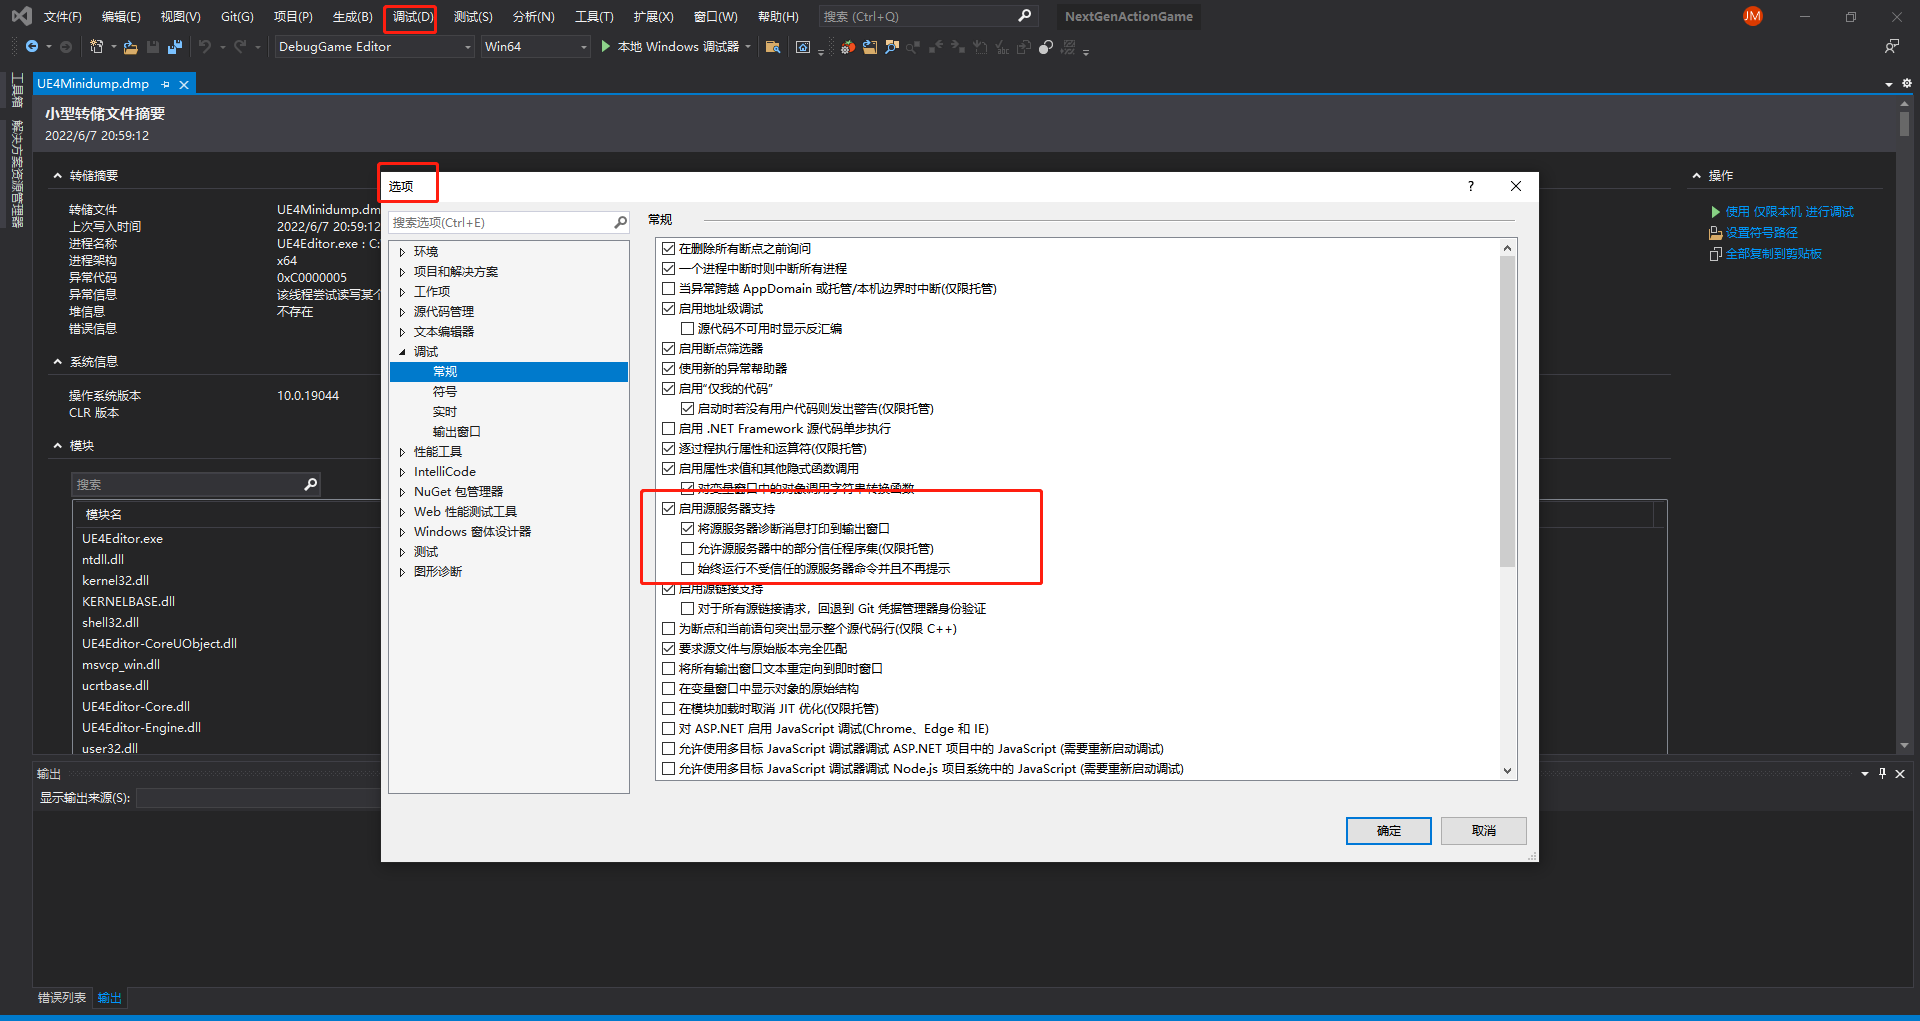 文件(F) 编辑(E) 视图(V) Git(G) 项目(P) 生成(B) 调试(D) 测试(S) 分析(N) 工具(T) 扩展(X) 窗口(W) 帮助(H) 搜索 (Ctrl+Q) NextGenActionGame JM
DebugGame Editor Win64 本地 Windows 调试器
工具箱
解决方案资源管理器
UE4Minidump.dmp
小型转储文件摘要
2022/6/7 20:59:12
转储摘要
转储文件 UE4Minidump.dm
上次写入时间 2022/6/7 20:59:12
进程名称 UE4Editor.exe : C:
进程架构 x64
异常代码 0xC0000005
异常信息 该线程尝试读写某个
堆信息 不存在
错误信息
系统信息
操作系统版本 10.0.19044
CLR 版本
模块
搜索
模块名
UE4Editor.exe
ntdll.dll
kernel32.dll
KERNELBASE.dll
shell32.dll
UE4Editor-CoreUObject.dll
msvcp_win.dll
ucrtbase.dll
UE4Editor-Core.dll
UE4Editor-Engine.dll
user32.dll
操作
使用 仅限本机 进行调试
设置符号路径
全部复制到剪贴板
选项 ?
搜索选项(Ctrl+E)
环境
项目和解决方案
工作项
源代码管理
文本编辑器
调试
常规
符号
实时
输出窗口
性能工具
IntelliCode
NuGet 包管理器
Web 性能测试工具
Windows 窗体设计器
测试
图形诊断
常规
在删除所有断点之前询问
一个进程中断时则中断所有进程
当异常跨越 AppDomain 或托管/本机边界时中断(仅限托管)
启用地址级调试
源代码不可用时显示反汇编
启用断点筛选器
使用新的异常帮助器
启用“仅我的代码”
启动时若没有用户代码则发出警告(仅限托管)
启用 .NET Framework 源代码单步执行
逐过程执行属性和运算符(仅限托管)
启用属性求值和其他隐式函数调用
对变量窗口中的对象调用字符串转换函数
启用源服务器支持
将源服务器诊断消息打印到输出窗口
允许源服务器中的部分信任程序集(仅限托管)
始终运行不受信任的源服务器命令并且不再提示
启用源链接支持
对于所有源链接请求，回退到 Git 凭据管理器身份验证
为断点和当前语句突出显示整个源代码行(仅限 C++)
要求源文件与原始版本完全匹配
将所有输出窗口文本重定向到即时窗口
在变量窗口中显示对象的原始结构
在模块加载时取消 JIT 优化(仅限托管)
对 ASP.NET 启用 JavaScript 调试(Chrome、Edge 和 IE)
允许使用多目标 JavaScript 调试器调试 ASP.NET 项目中的 JavaScript (需要重新启动调试)
允许使用多目标 JavaScript 调试器调试 Node.js 项目系统中的 JavaScript (需要重新启动调试)
确定 取消
输出
显示输出来源(S):
错误列表 输出